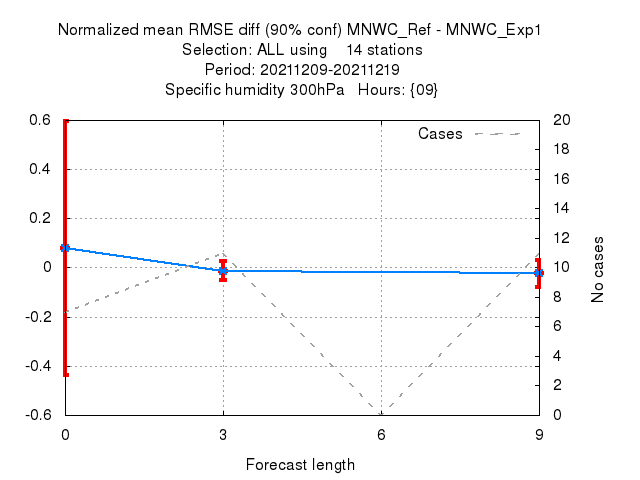 Normalized mean RMSE diff (90% conf) MNWC_Ref - MNWC_Exp1
Selection: ALL using 14 stations
Period: 20211209-20211219
Specific humidity 300hPa Hours: {09}
Cases
0.6
0.4
0.2
0
-0.2
-0.4
-0.6
20
18
16
14
12
10
8
6
4
2
0
No cases
0 3 6 9
Forecast length